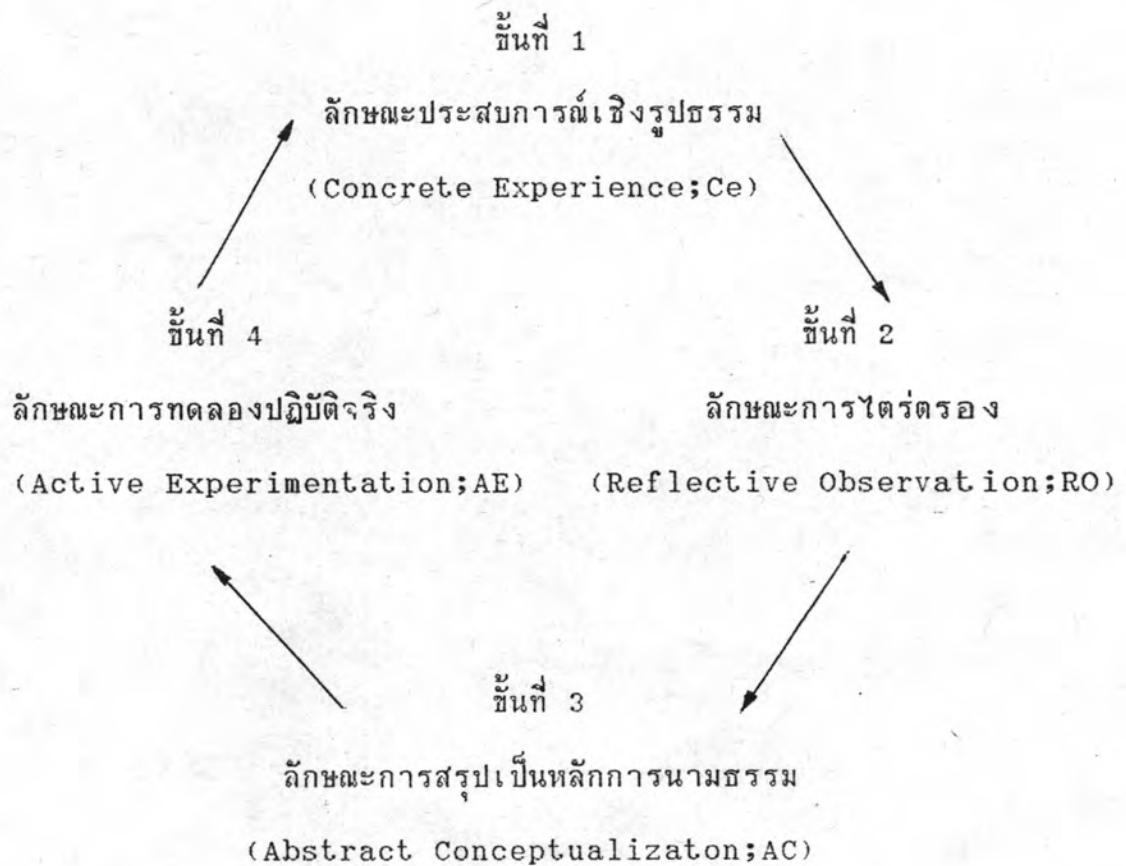 ขั้นที่ 1
ลักษณะประสบการณ์เชิงรูปธรรม
(Concrete Experience;Ce)
ขั้นที่ 4
ขั้นที่ 2
ลักษณะการทดลองปฏิบัติจริง
ลักษณะการไตร่ตรอง
(Active Experimentation;AE)
(Reflective Observation;RO)
ขั้นที่ 3
ลักษณะการสรุปเป็นหลักการนามธรรม
(Abstract Conceptualizaton;AC)